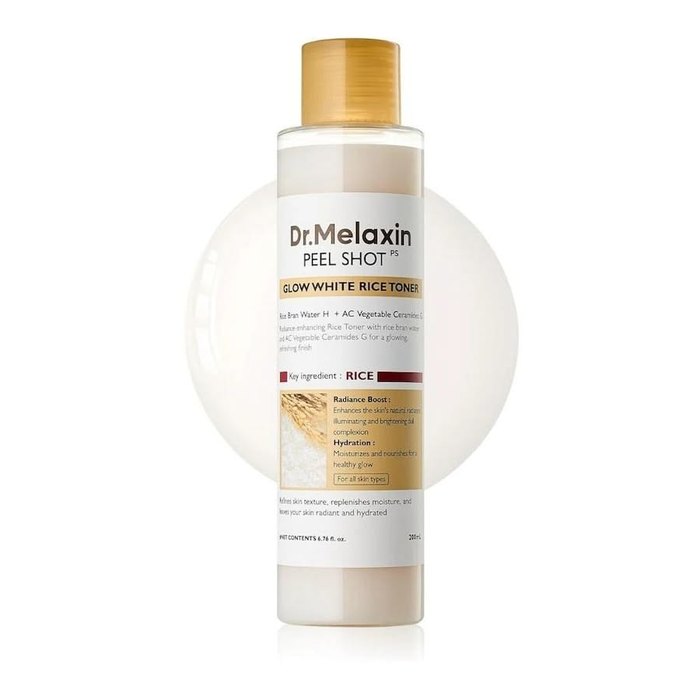 Dr.Melaxin
PEEL SHOT PS
GLOW WHITE RICE TONER
Rice Bran Water H + AC Vegetable Ceramides G
Radiance-enhancing Rice Toner with rice bran water
and AC Vegetable Ceramides G for a glowing,
refreshing finish
Key ingredient : RICE
Radiance Boost :
Enhances the skin's natural radiance,
illuminating and brightening dull
complexion
Hydration :
Moisturizes and nourishes for a
healthy glow
For all skin types
Refines skin texture, replenishes moisture, and
leaves your skin radiant and hydrated
NET CONTENTS 6.76 fl. oz.
200 mL